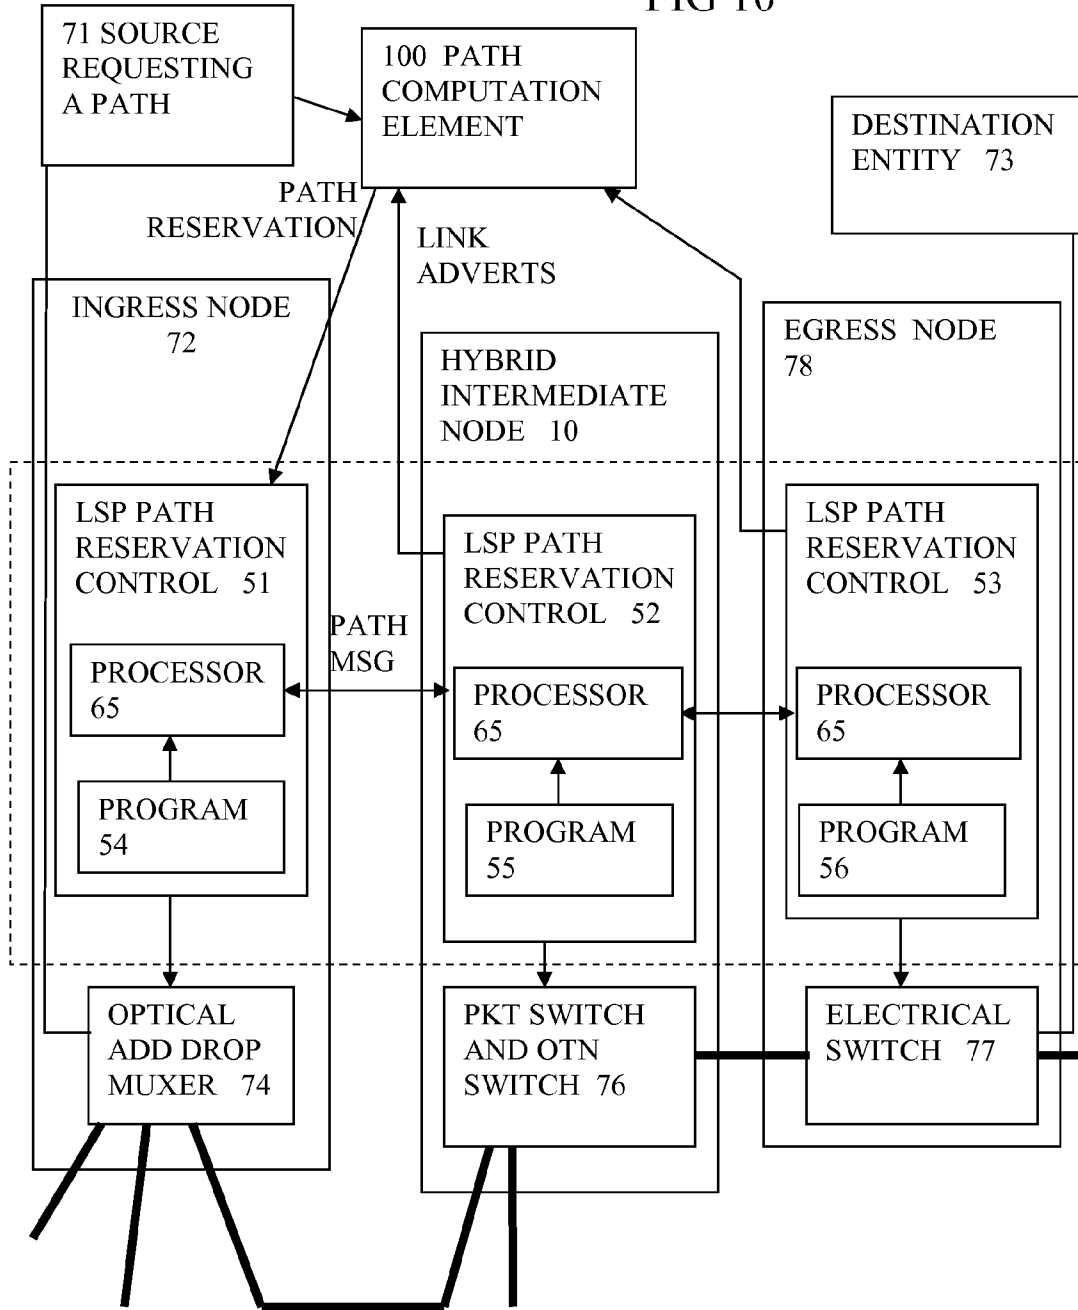 FIG 10
71 SOURCE
REQUESTING
A PATH
100 PATH
COMPUTATION
ELEMENT
DESTINATION
ENTITY 73
PATH
RESERVATION
LINK
ADVERTS
INGRESS NODE
72
HYBRID
INTERMEDIATE
NODE 10
EGRESS NODE
78
LSP PATH
RESERVATION
CONTROL 51
PATH
MSG
PROCESSOR
65
PROGRAM
54
LSP PATH
RESERVATION
CONTROL 52
PROCESSOR
65
PROGRAM
55
LSP PATH
RESERVATION
CONTROL 53
PROCESSOR
65
PROGRAM
56
OPTICAL
ADD DROP
MUXER 74
PKT SWITCH
AND OTN
SWITCH 76
ELECTRICAL
SWITCH 77